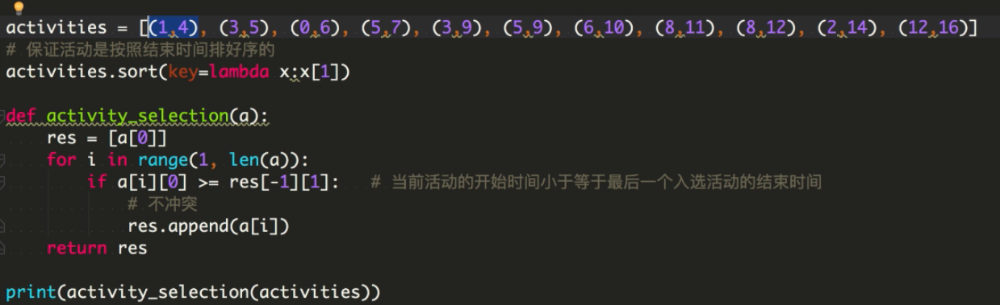 activities = [(1,4), (3,5), (0,6), (5,7), (3,9), (5,9), (6,10), (8,11), (8,12), (2,14), (12,16)]
# 保证活动是按照结束时间排好序的
activities.sort(key=lambda x:x[1])
def activity_selection(a):
res = [a[0]]
for i in range(1, len(a)):
if a[i][0] >= res[-1][1]: # 当前活动的开始时间小于等于最后一个入选活动的结束时间
# 不冲突
res.append(a[i])
return res
print(activity_selection(activities))